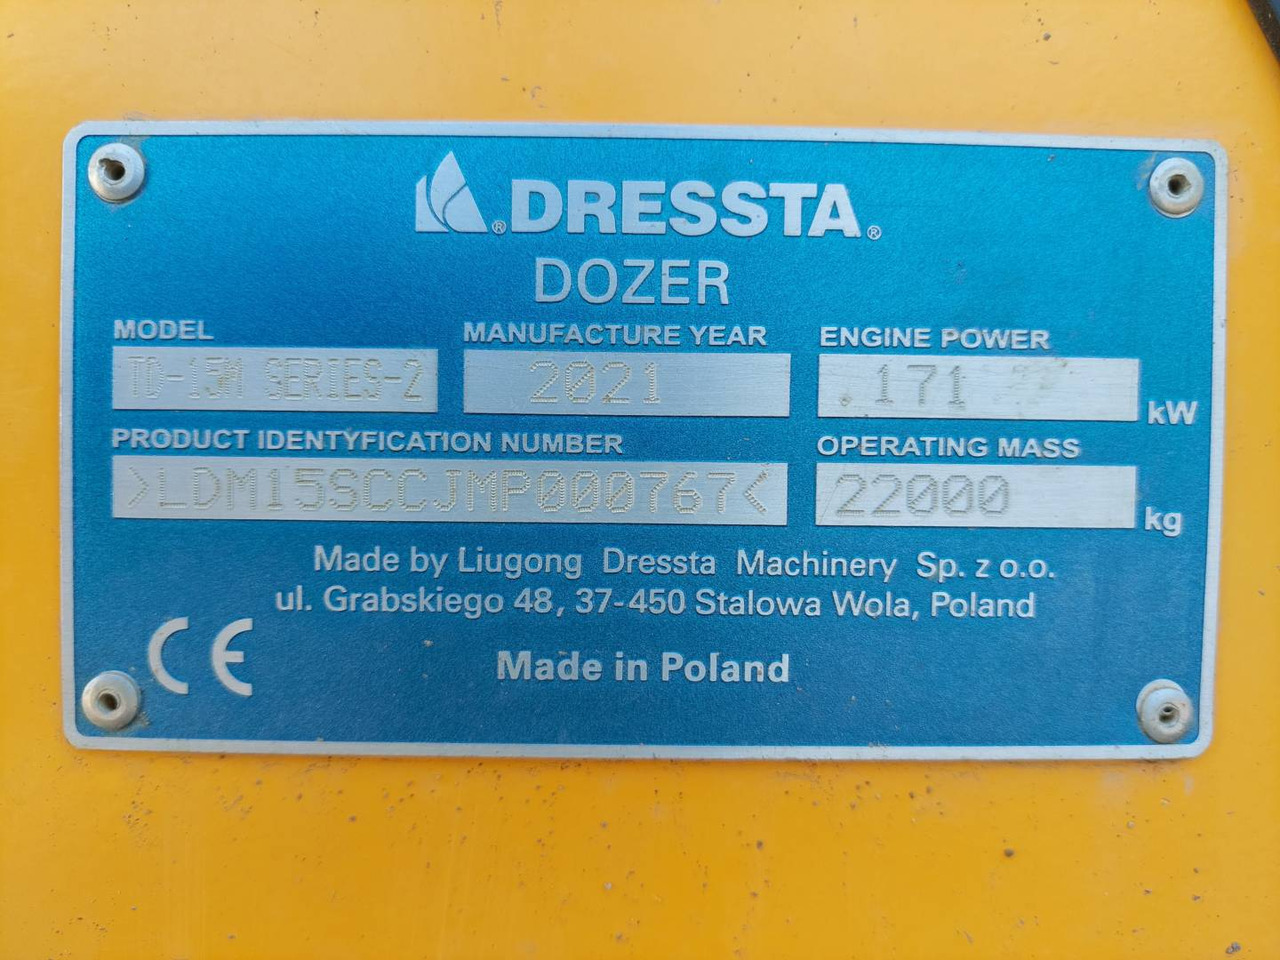 ® DRESSTA®
DOZER
MODEL MANUFACTURE YEAR ENGINE POWER
TD-15M SERIES-2 2021 .171 kW
PRODUCT IDENTYFICATION NUMBER OPERATING MASS
>LDM15SCCJMP000767< 22000 kg
Made by Liugong Dressta Machinery Sp. z o.o.
ul. Grabskiego 48, 37-450 Stalowa Wola, Poland
CE
Made in Poland